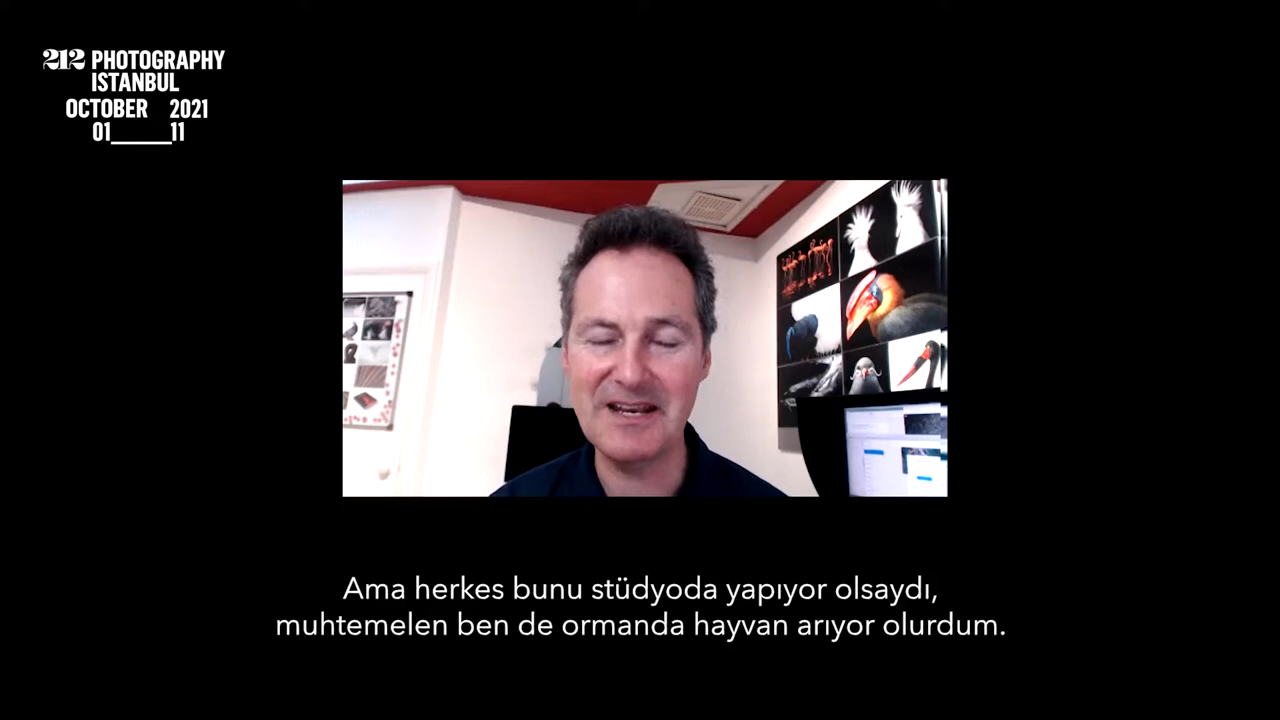 212 PHOTOGRAPHY
ISTANBUL
OCTOBER 2021
01 11
Ama herkes bunu stüdyoda yapıyor olsaydı,
muhtemelen ben de ormanda hayvan arıyor olurdum.